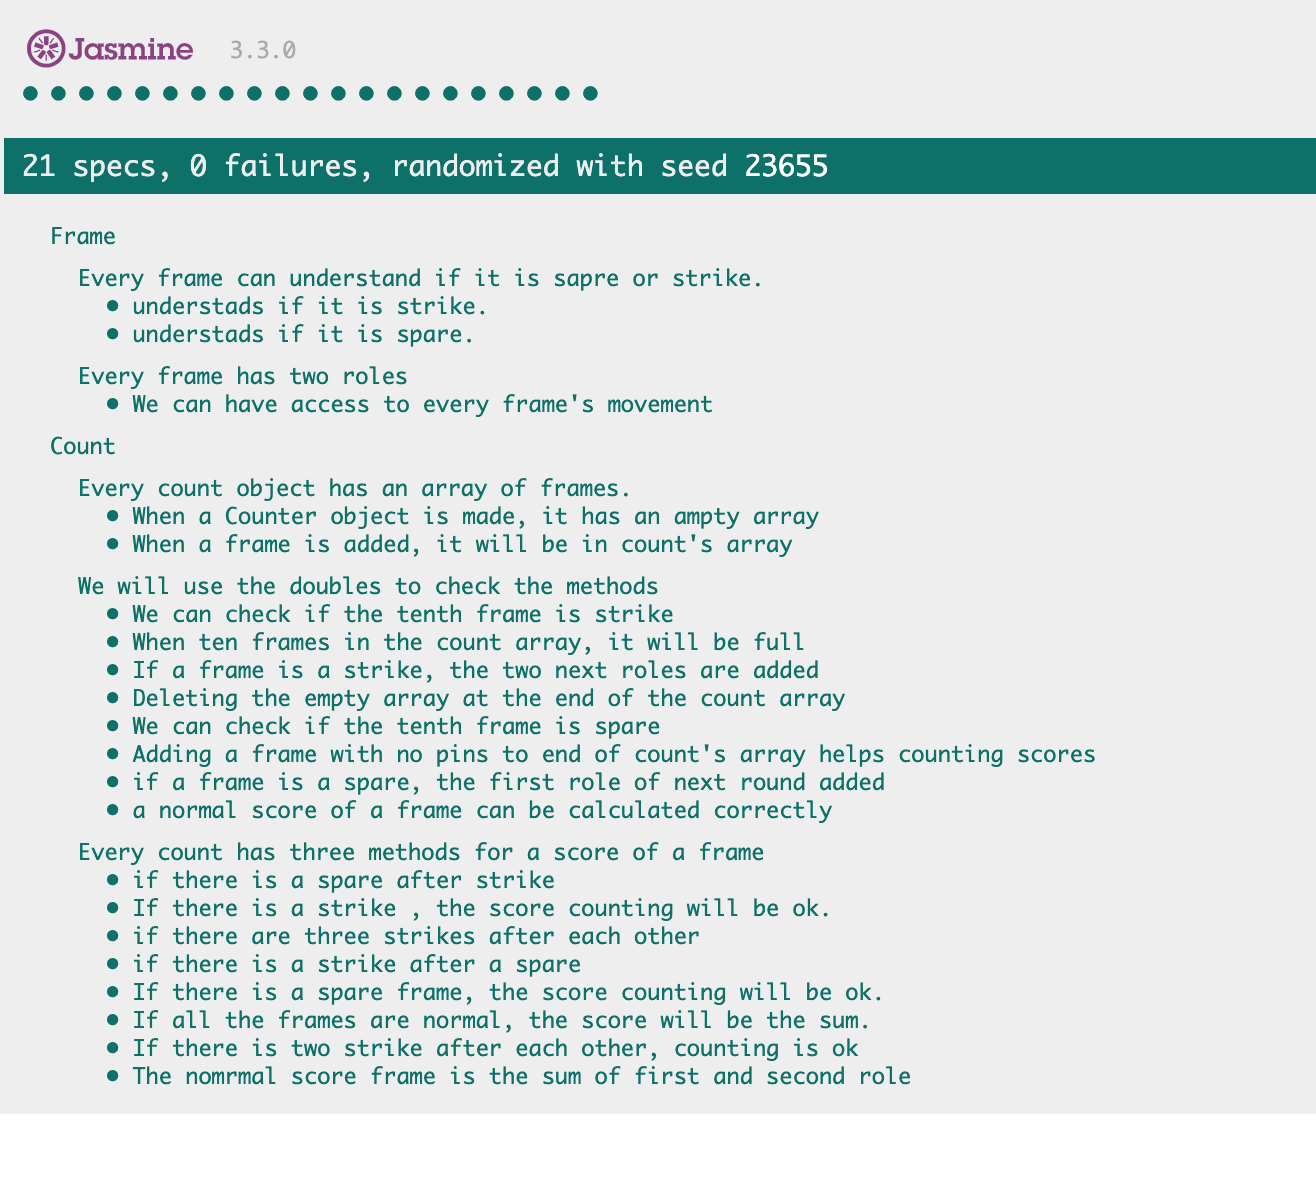 Jasmine 3.3.0
21 specs, 0 failures, randomized with seed 23655
Frame
Every frame can understand if it is sapre or strike.
understads if it is strike.
understads if it is spare.
Every frame has two roles
We can have access to every frame's movement
Count
Every count object has an array of frames.
When a Counter object is made, it has an ampty array
When a frame is added, it will be in count's array
We will use the doubles to check the methods
We can check if the tenth frame is strike
When ten frames in the count array, it will be full
If a frame is a strike, the two next roles are added
Deleting the empty array at the end of the count array
We can check if the tenth frame is spare
Adding a frame with no pins to end of count's array helps counting scores
if a frame is a spare, the first role of next round added
a normal score of a frame can be calculated correctly
Every count has three methods for a score of a frame
if there is a spare after strike
If there is a strike , the score counting will be ok.
if there are three strikes after each other
if there is a strike after a spare
If there is a spare frame, the score counting will be ok.
If all the frames are normal, the score will be the sum.
If there is two strike after each other, counting is ok
The nomrmal score frame is the sum of first and second role